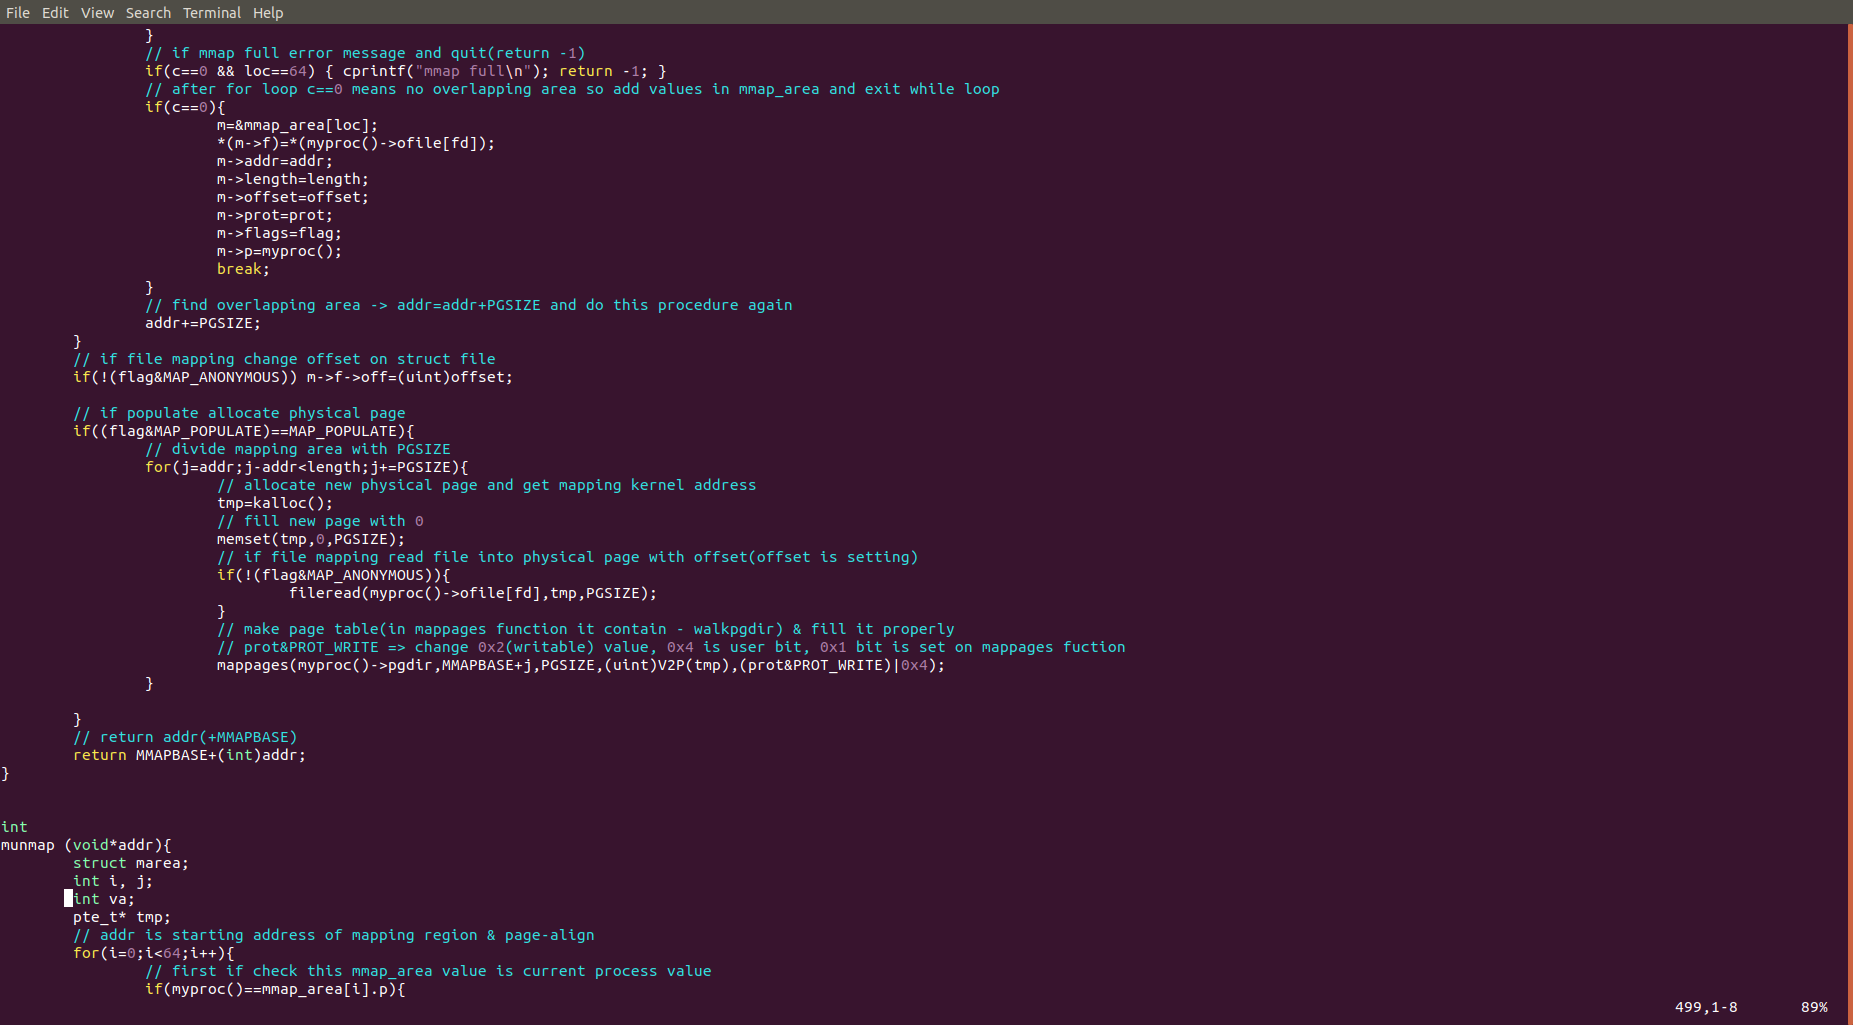 File Edit View Search Terminal Help
                }
                // if mmap full error message and quit(return -1)
                if(c==0 && loc==64) { cprintf("mmap full\n"); return -1; }
                // after for loop c==0 means no overlapping area so add values in mmap_area and exit while loop
                if(c==0){
                        m=&mmap_area[loc];
                        *(m->f)=*(myproc()->ofile[fd]);
                        m->addr=addr;
                        m->length=length;
                        m->offset=offset;
                        m->prot=prot;
                        m->flags=flag;
                        m->p=myproc();
                        break;
                }
                // find overlapping area -> addr=addr+PGSIZE and do this procedure again
                addr+=PGSIZE;
        }
        // if file mapping change offset on struct file
        if(!(flag&MAP_ANONYMOUS)) m->f->off=(uint)offset;

        // if populate allocate physical page
        if((flag&MAP_POPULATE)==MAP_POPULATE){
                // divide mapping area with PGSIZE
                for(j=addr;j-addr<length;j+=PGSIZE){
                        // allocate new physical page and get mapping kernel address
                        tmp=kalloc();
                        // fill new page with 0
                        memset(tmp,0,PGSIZE);
                        // if file mapping read file into physical page with offset(offset is setting)
                        if(!(flag&MAP_ANONYMOUS)){
                                fileread(myproc()->ofile[fd],tmp,PGSIZE);
                        }
                        // make page table(in mappages function it contain - walkpgdir) & fill it properly
                        // prot&PROT_WRITE => change 0x2(writable) value, 0x4 is user bit, 0x1 bit is set on mappages fuction
                        mappages(myproc()->pgdir,MMAPBASE+j,PGSIZE,(uint)V2P(tmp),(prot&PROT_WRITE)|0x4);
                }

        }
        // return addr(+MMAPBASE)
        return MMAPBASE+(int)addr;
}


int
munmap (void*addr){
        struct marea;
        int i, j;
        int va;
        pte_t* tmp;
        // addr is starting address of mapping region & page-align
        for(i=0;i<64;i++){
                // first if check this mmap_area value is current process value
                if(myproc()==mmap_area[i].p){
499,1-8 89%